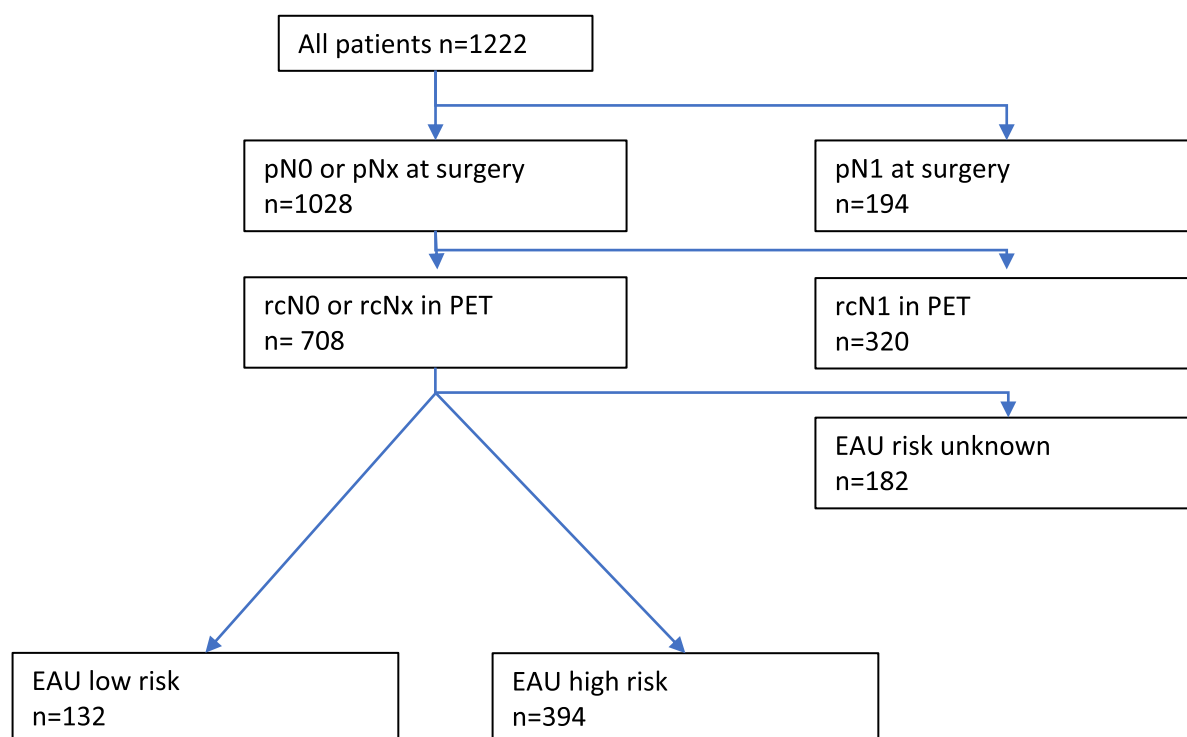 All patients n=1222
pN0 or pNx at surgery
n=1028
pN1 at surgery
n=194
rcN0 or rcNx in PET
n= 708
rcN1 in PET
n=320
EAU risk unknown
n=182
EAU low risk
n=132
EAU high risk
n=394